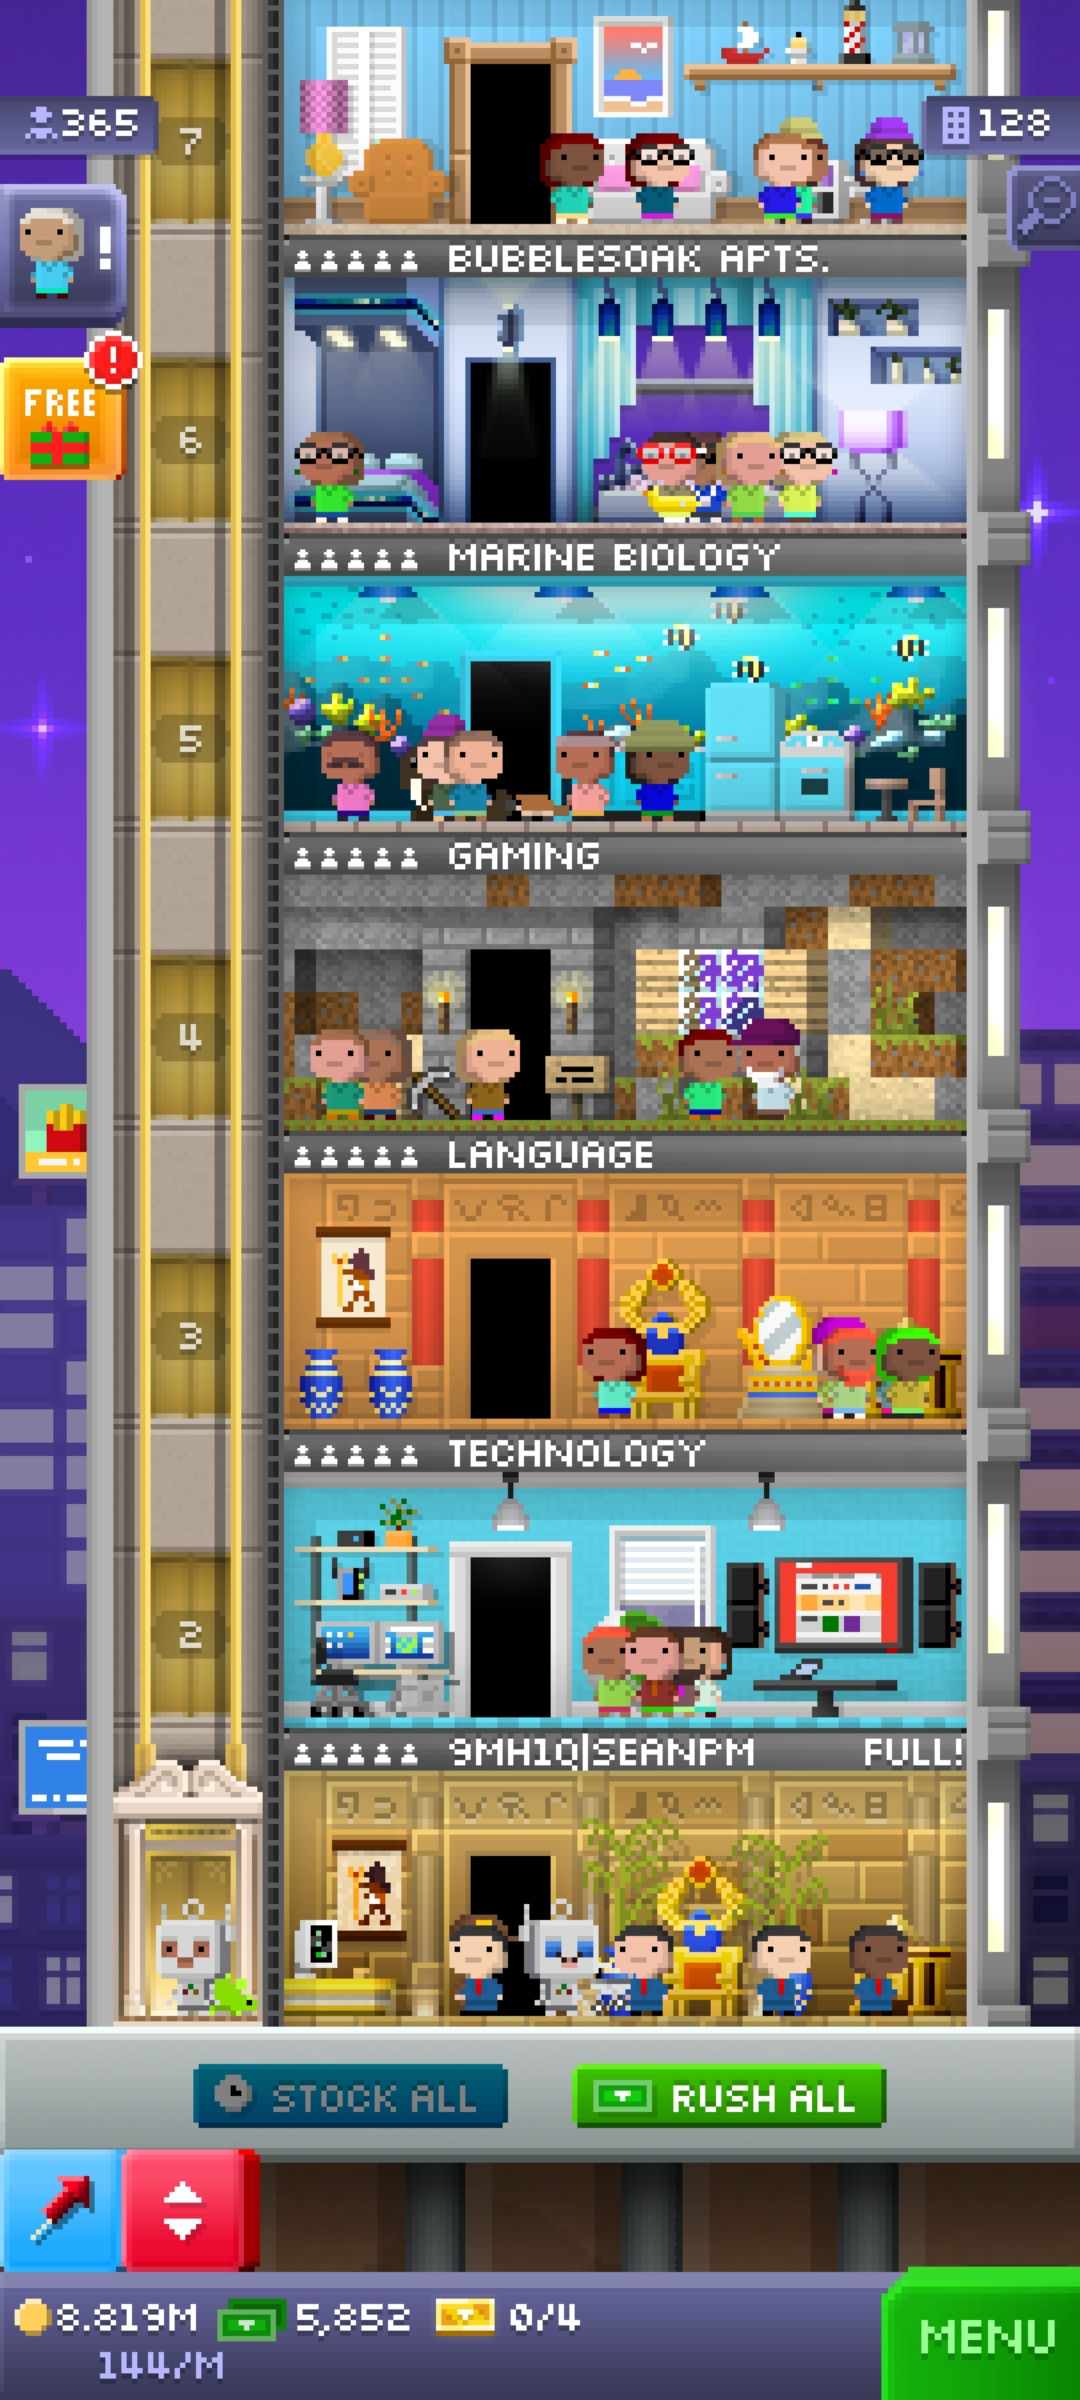 7
365
128
!
BUBBLESOAK APTS.
!
FREE
6
MARINE BIOLOGY
5
GAMING
4
LANGUAGE
3
TECHNOLOGY
2
9MH1Q|SEANPM FULL!
STOCK ALL
RUSH ALL
8.819M 5,852 0/4
144/M
MENU